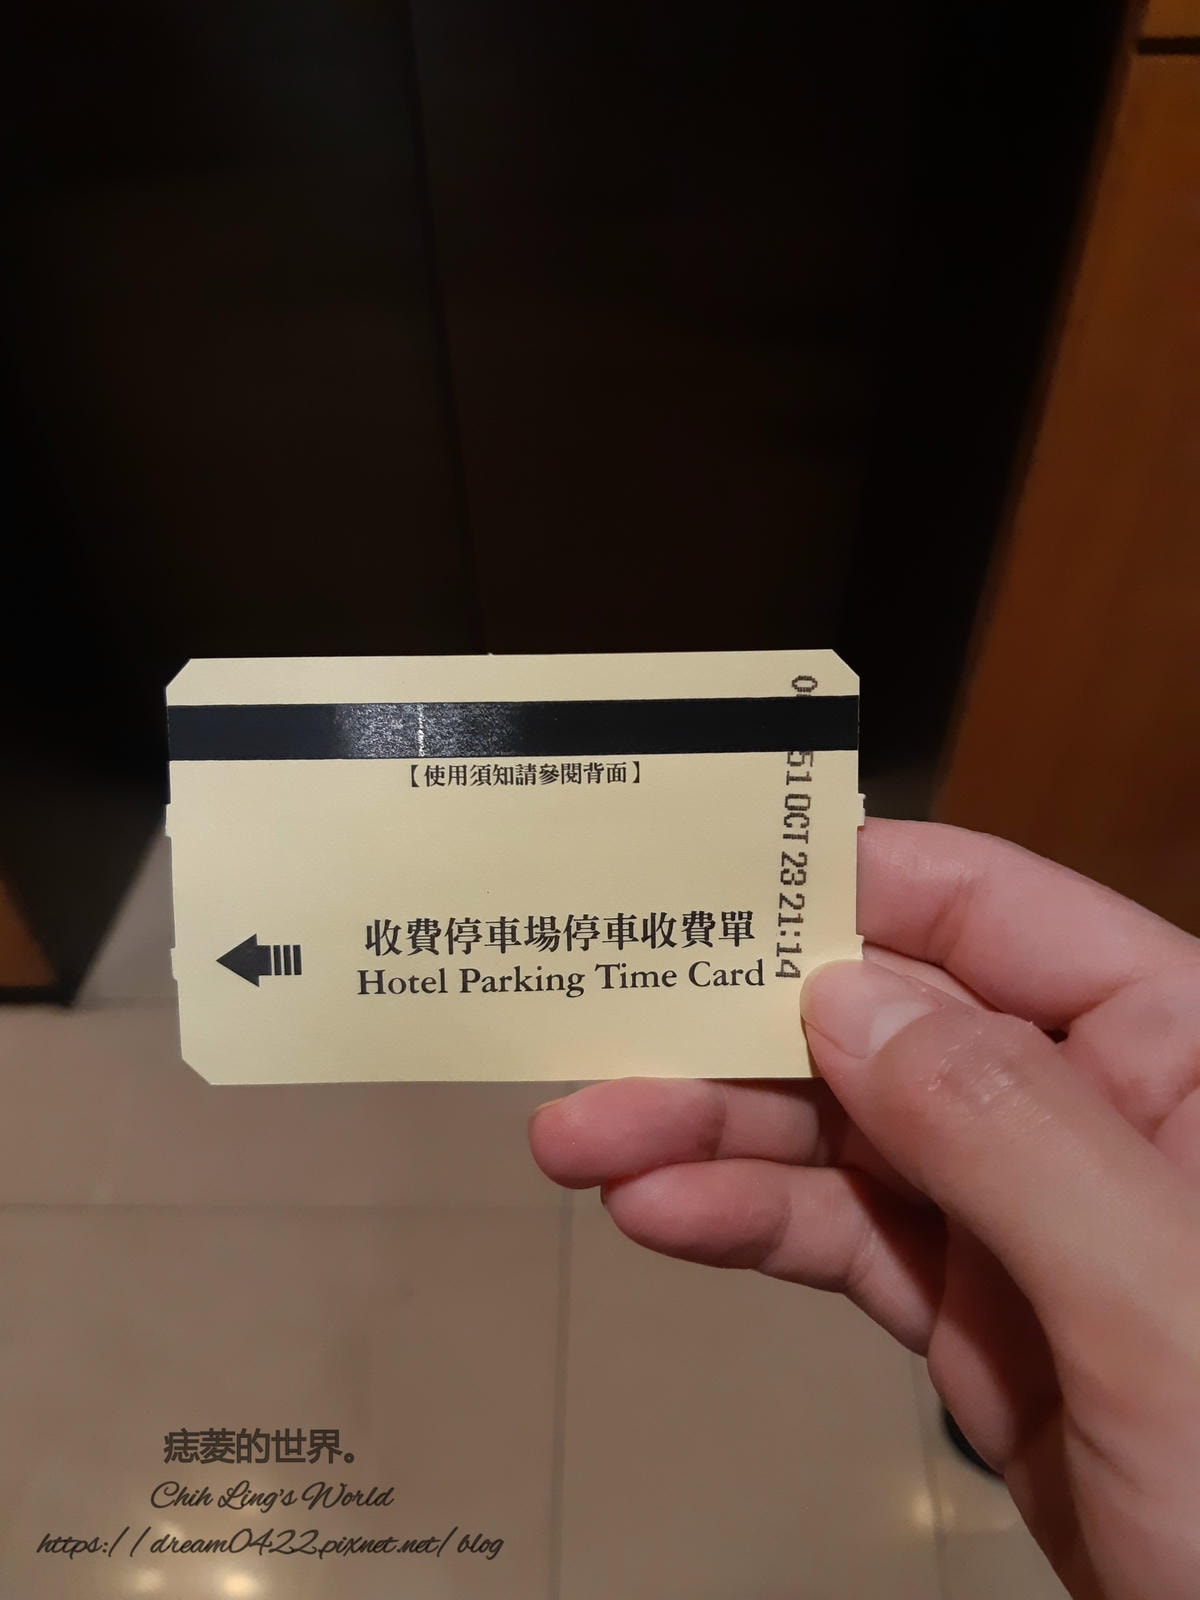 【使用須知請參閱背面】
收費停車場停車收費單
Hotel Parking Time Card
51 OCT 23 21:14
痣菱的世界。
Chih Ling's World
https://dream0422.pixnet.net/blog